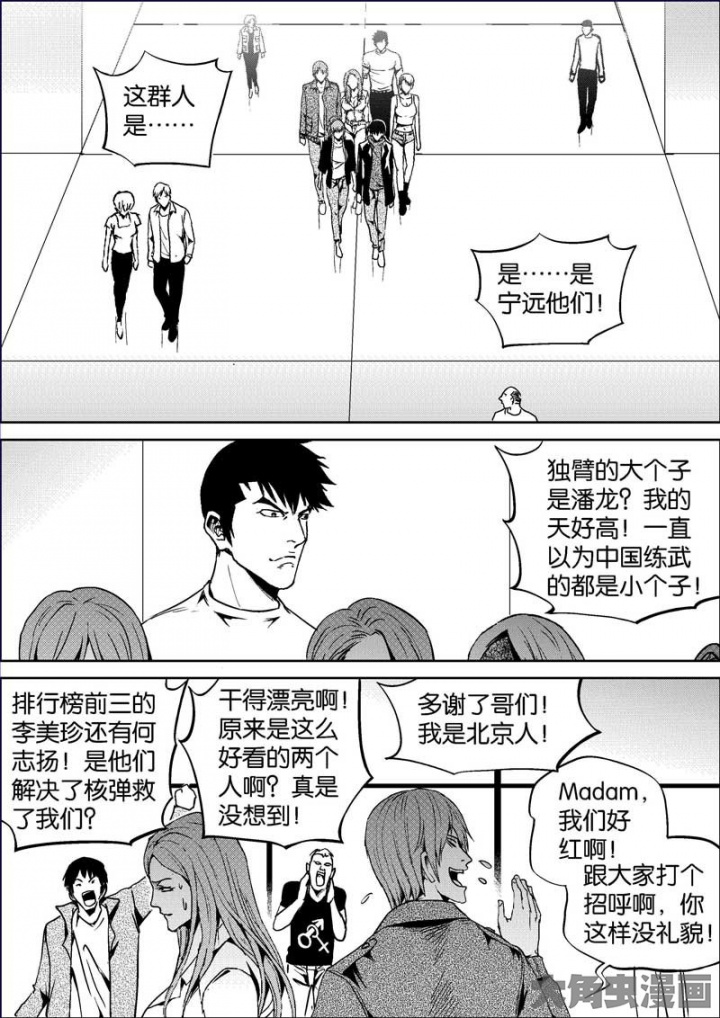 这群人
是……
是……是
宁远他们！
独臂的大个子
是潘龙？我的
天好高！一直
以为中国练武
的都是小个子！
排行榜前三的
李美珍还有何
志扬！是他们
解决了核弹救
了我们？
干得漂亮啊！
原来是这么
好看的两个
人啊？真是
没想到！
多谢了哥们！
我是北京人！
Madam，
我们好
红啊！
跟大家打个
招呼啊，你
这样没礼貌！
大角虫漫画